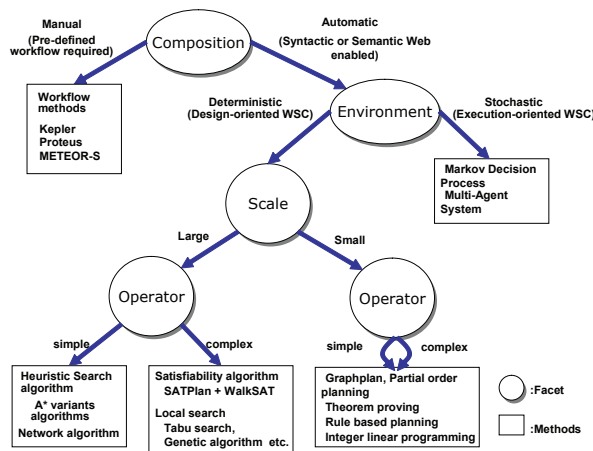 Manual
(Pre-defined
workflow required)
Composition
Automatic
(Syntactic or Semantic Web
enabled)
Workflow
methods
Kepler
Proteus
METEOR-S
Deterministic
(Design-oriented WSC)
Environment
Stochastic
(Execution-oriented WSC)
Markov Decision
Process
Multi-Agent
System
Scale
Large
Small
Operator
Operator
simple
complex
simple
complex
Heuristic Search
algorithm
A* variants
algorithms
Network algorithm
Satisfiability algorithm
SATPlan + WalkSAT
Local search
Tabu search,
Genetic algorithm etc.
Graphplan, Partial order
planning
Theorem proving
Rule based planning
Integer linear programming
:Facet
:Methods